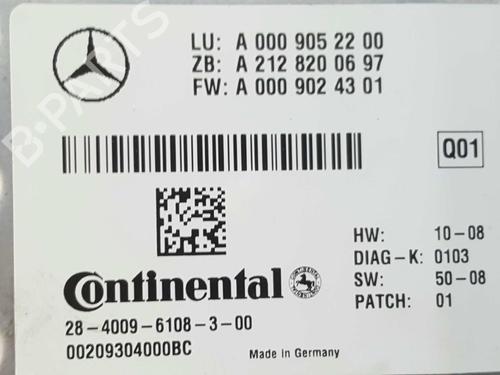 LU: A 000 905 22 00
ZB: A 212 820 06 97
FW: A 000 902 43 01
Q01
HW: 10-08
DIAG-K: 0103
SW: 50-08
PATCH: 01
Continental
CONTINENTAL
28-4009-6108-3-00
00209304000BC
Made in Germany
B-PARTS